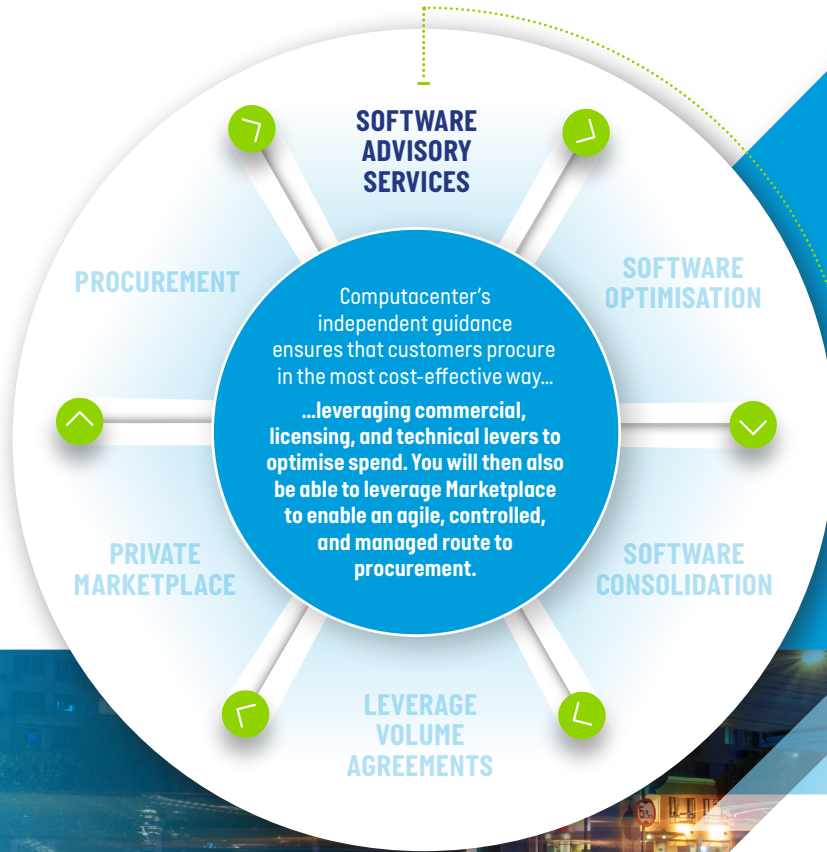 SOFTWARE
ADVISORY
SERVICES
SOFTWARE
OPTIMISATION
SOFTWARE
CONSOLIDATION
LEVERAGE
VOLUME
AGREEMENTS
PRIVATE
MARKETPLACE
PROCUREMENT
Computacenter's
independent guidance
ensures that customers procure
in the most cost-effective way...
...leveraging commercial,
licensing, and technical levers to
optimise spend. You will then also
be able to leverage Marketplace
to enable an agile, controlled,
and managed route to
procurement.